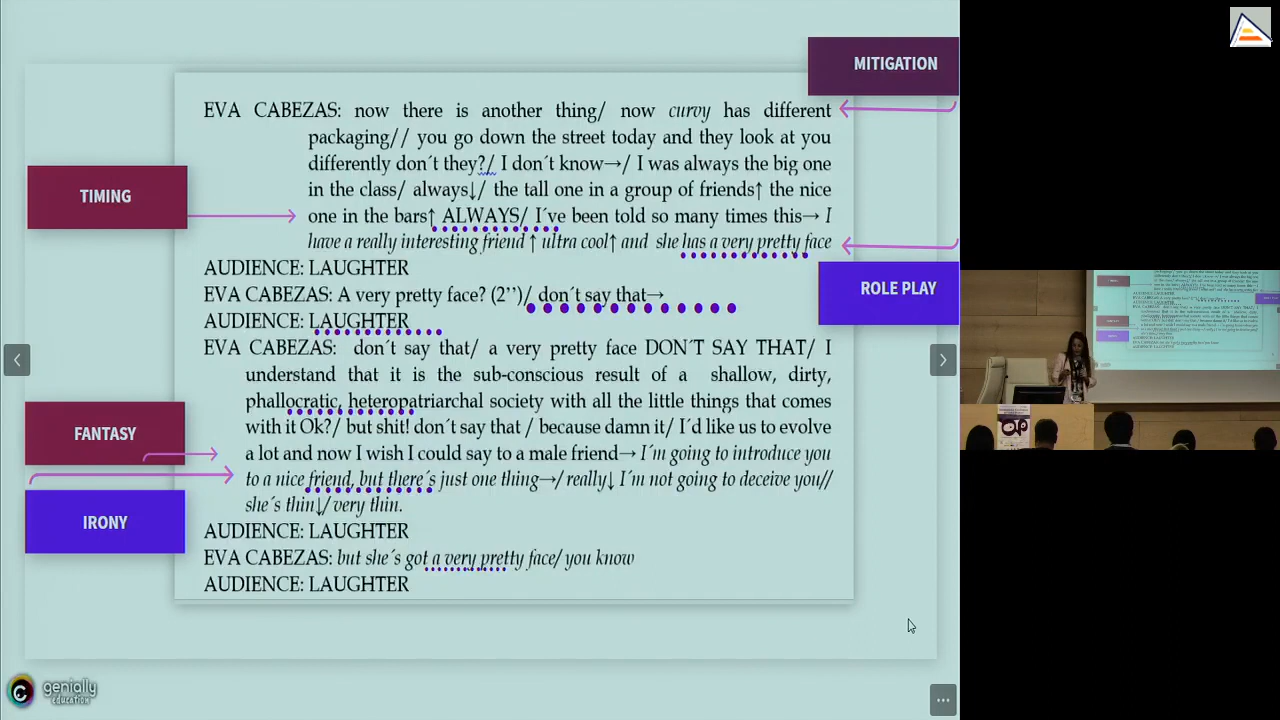 MITIGATION
EVA CABEZAS: now there is another thing/ now curvy has different
packaging// you go down the street today and they look at you
differently don´t they?/ I don´t know→/ I was always the big one
in the class/ always↓/ the tall one in a group of friends↑ the nice
one in the bars↑ ALWAYS/ I´ve been told so many times this→ I
have a really interesting friend ↑ ultra cool↑ and she has a very pretty face
TIMING
ROLE PLAY
AUDIENCE: LAUGHTER
EVA CABEZAS: A very pretty face? (2’’)/ don´t say that→
AUDIENCE: LAUGHTER
EVA CABEZAS: don´t say that/ a very pretty face DON´T SAY THAT/ I
understand that it is the sub-conscious result of a shallow, dirty,
phallocratic, heteropatriarchal society with all the little things that comes
with it Ok?/ but shit! don´t say that / because damn it/ I´d like us to evolve
a lot and now I wish I could say to a male friend→ I´m going to introduce you
to a nice friend, but there´s just one thing→/ really↓ I´m not going to deceive you//
she´s thin↓/ very thin.
FANTASY
IRONY
AUDIENCE: LAUGHTER
EVA CABEZAS: but she´s got a very pretty face/ you know
AUDIENCE: LAUGHTER
genially
EDUCATION